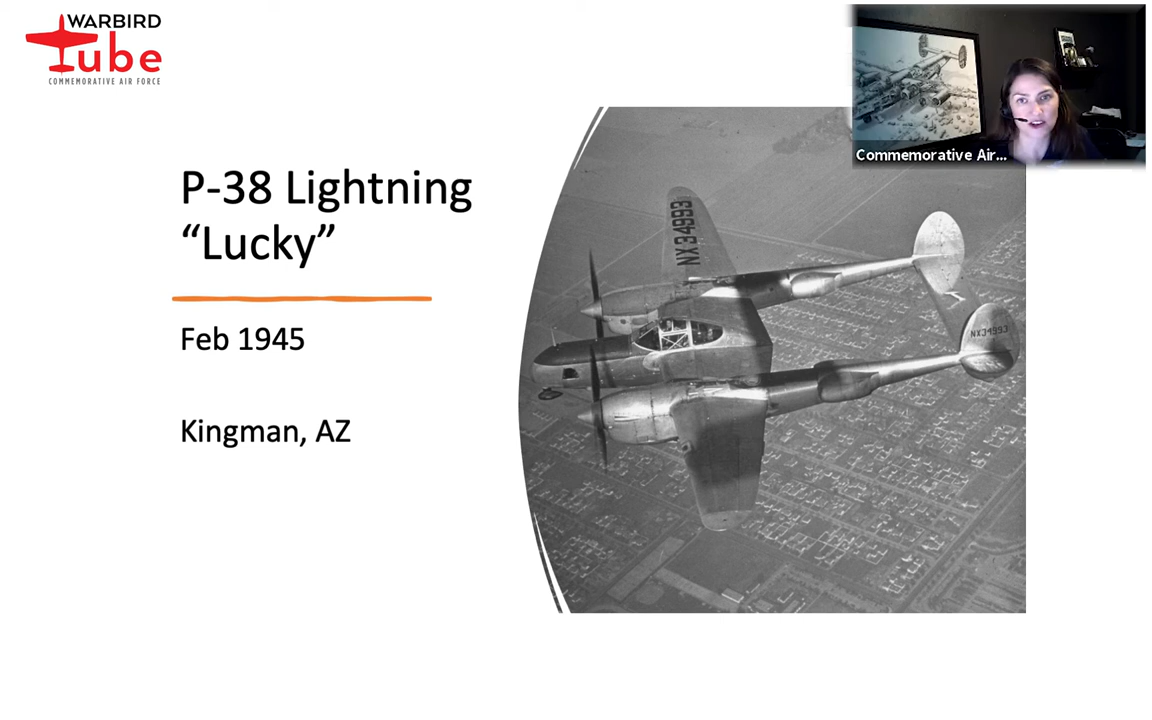 WARBIRD
Tube
COMMEMORATIVE AIR FORCE
Commemorative Air...
P-38 Lightning
“Lucky”
Feb 1945
Kingman, AZ
NX34993
NX34993